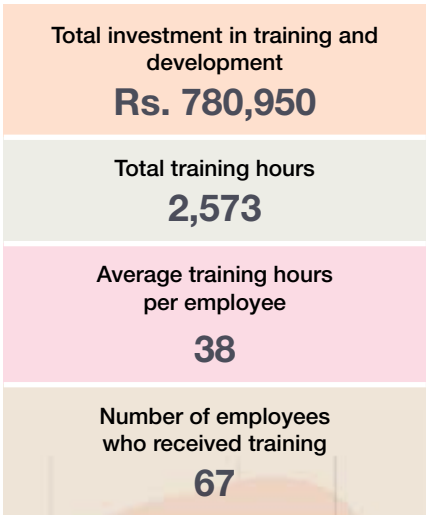 Total investment in training and
development
Rs. 780,950
Total training hours
2,573
Average training hours
per employee
38
Number of employees
who received training
67